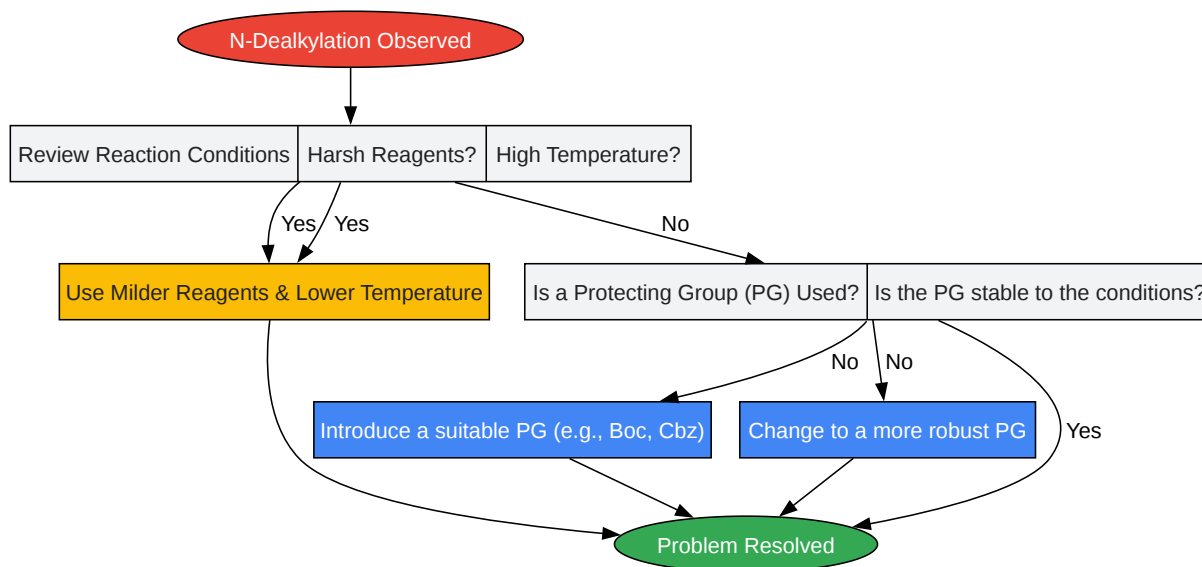 N-Dealkylation Observed
Review Reaction Conditions
Harsh Reagents?
High Temperature?
Yes
Yes
No
Use Milder Reagents & Lower Temperature
Is a Protecting Group (PG) Used?
Is the PG stable to the conditions?
No
No
Yes
Introduce a suitable PG (e.g., Boc, Cbz)
Change to a more robust PG
Problem Resolved